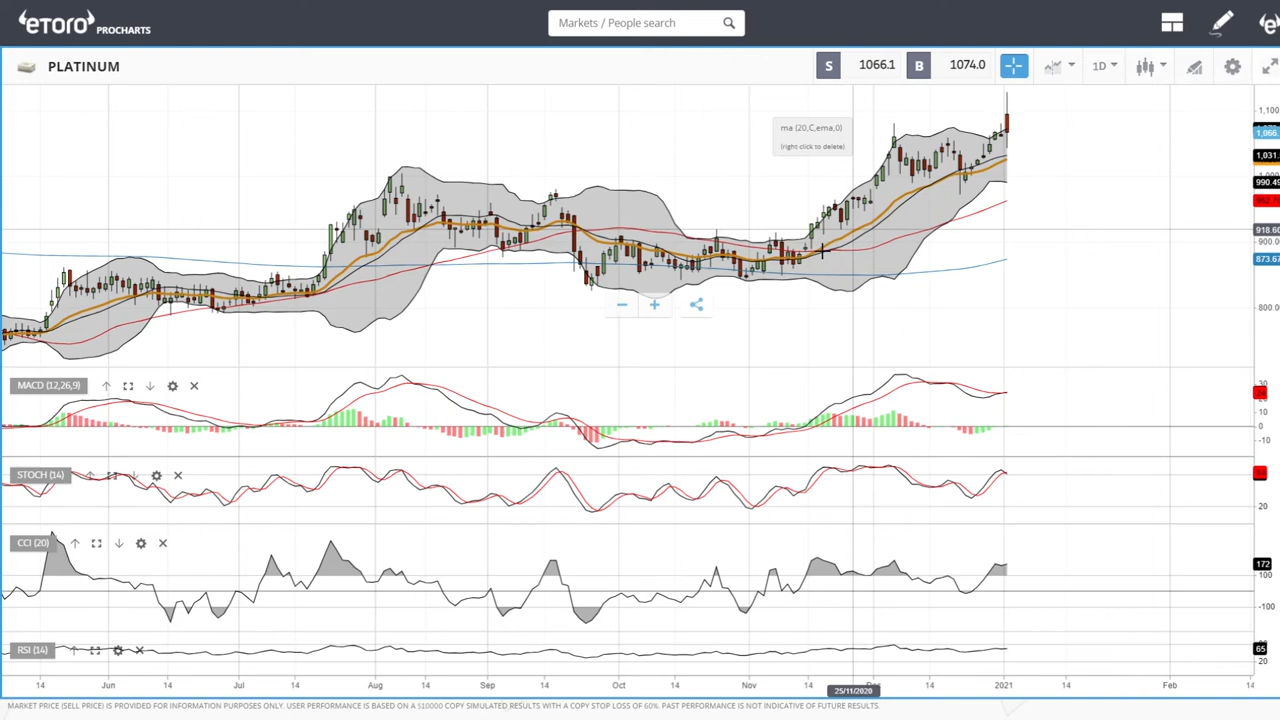 eToro PROCHARTS
Markets / People search
PLATINUM
S 1066.1 B 1074.0
1D
ma (20,C,ema,0)
(right click to delete)
1,100
1,066.
1,031.
990.49
918.60
900.00
873.67
800.00
MACD (12,26,9)
30
20
10
0
-10
STOCH (14)
20
CCI (20)
172
100
-100
RSI (14)
65
20
14 Jun 14 Jul 14 Aug 14 Sep 14 Oct 14 Nov 14 Dec 14 2021 14 Feb 14
25/11/2020
MARKET PRICE (SELL PRICE) IS PROVIDED FOR INFORMATION PURPOSES ONLY. USER PERFORMANCE IS BASED ON A $10000 COPY SIMULATED RESULTS WITH A COPY STOP LOSS OF 60%. PAST PERFORMANCE IS NOT INDICATIVE OF FUTURE RESULTS.